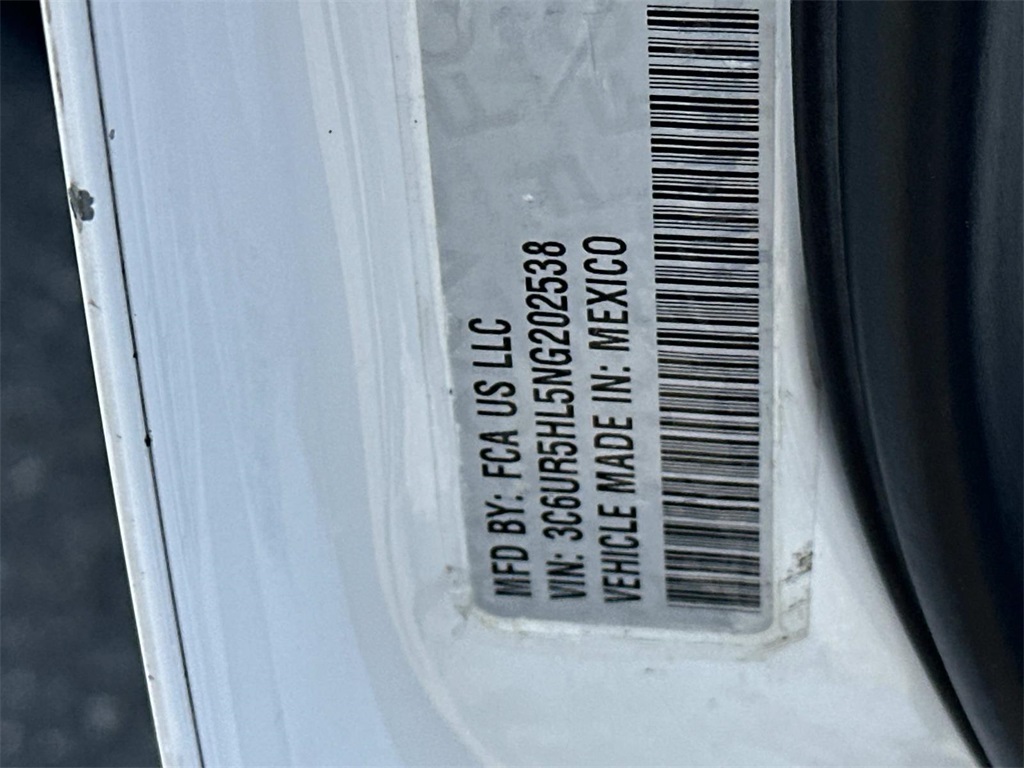 MFD BY: FCA US LLC
VIN: 3C6UR5HL5NG202538
VEHICLE MADE IN: MEXICO